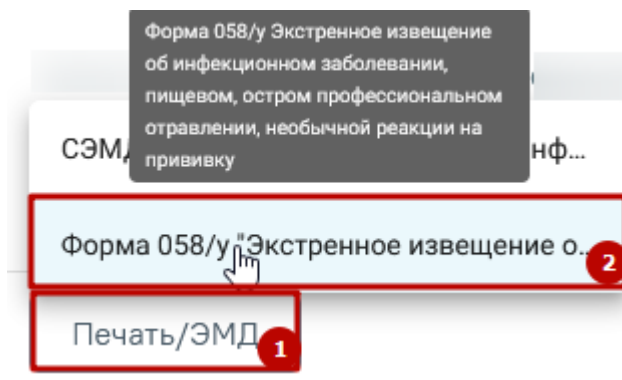 Форма 058/у Экстренное извещение
об инфекционном заболевании,
пищевом, остром профессиональном
отравлении, необычной реакции на
прививку
СЭМД нф...
Форма 058/у "Экстренное извещение о...
2
Печать/ЭМД
1